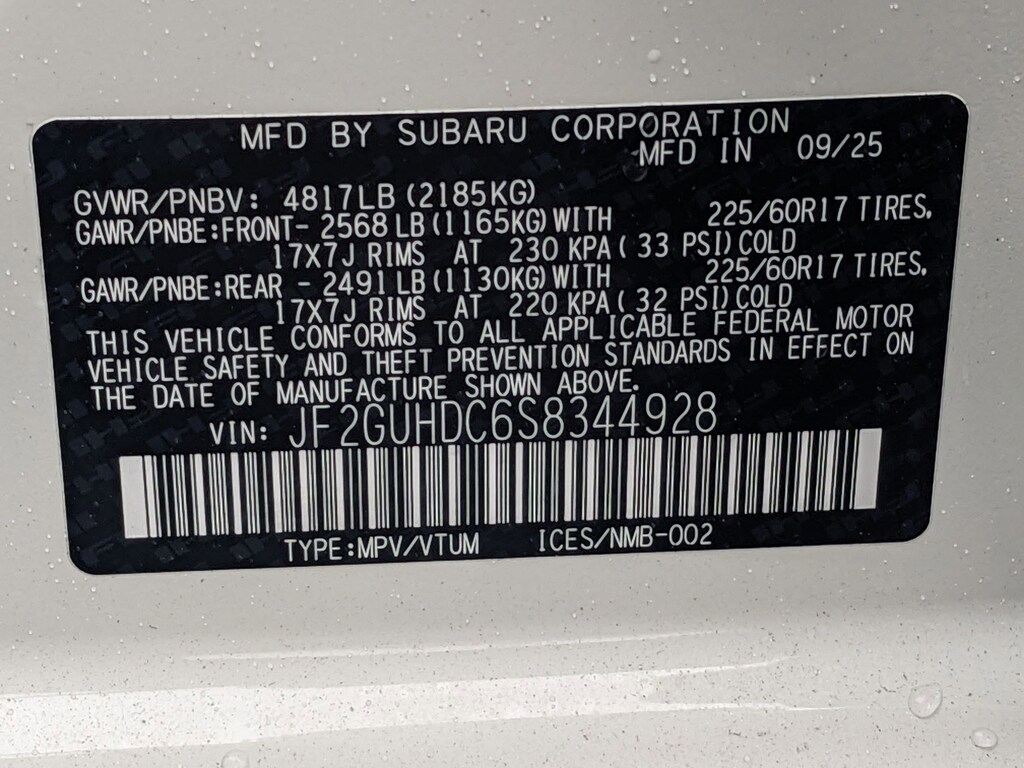 MFD BY SUBARU CORPORATION
MFD IN 09/25
GVWR/PNBV: 4817LB (2185KG)
GAWR/PNBE:FRONT- 2568 LB (1165KG) WITH 225/60R17 TIRES.
17X7J RIMS AT 230 KPA ( 33 PSI) COLD
GAWR/PNBE:REAR - 2491 LB (1130KG) WITH 225/60R17 TIRES.
17X7J RIMS AT 220 KPA ( 32 PSI) COLD
THIS VEHICLE CONFORMS TO ALL APPLICABLE FEDERAL MOTOR
VEHICLE SAFETY AND THEFT PREVENTION STANDARDS IN EFFECT ON
THE DATE OF MANUFACTURE SHOWN ABOVE.
VIN: JF2GUHDC6S8344928
TYPE:MPV/VTUM ICES/NMB-002